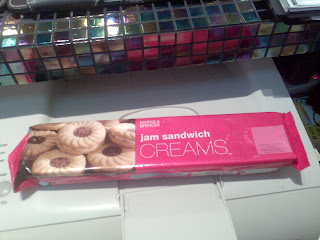 MARKS &
SPENCER
jam sandwich
CREAMS